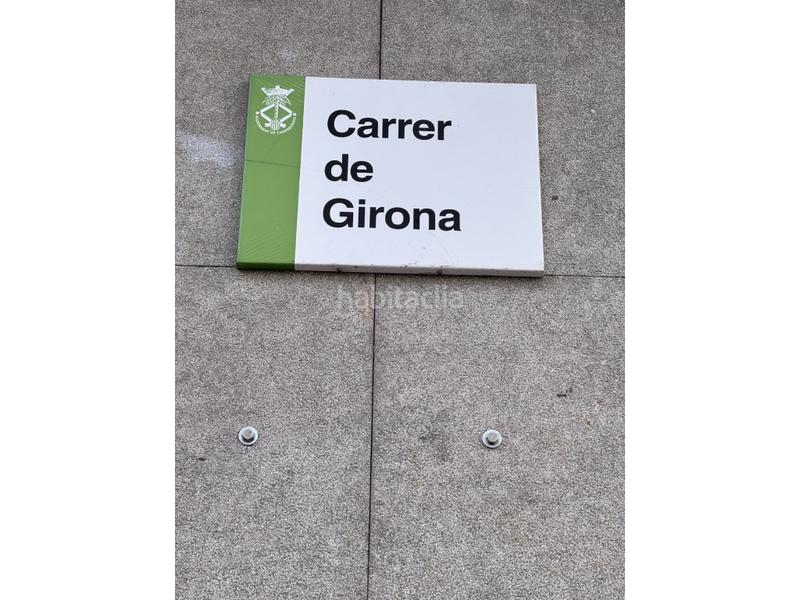 Carrer
de
Girona
habitaclia